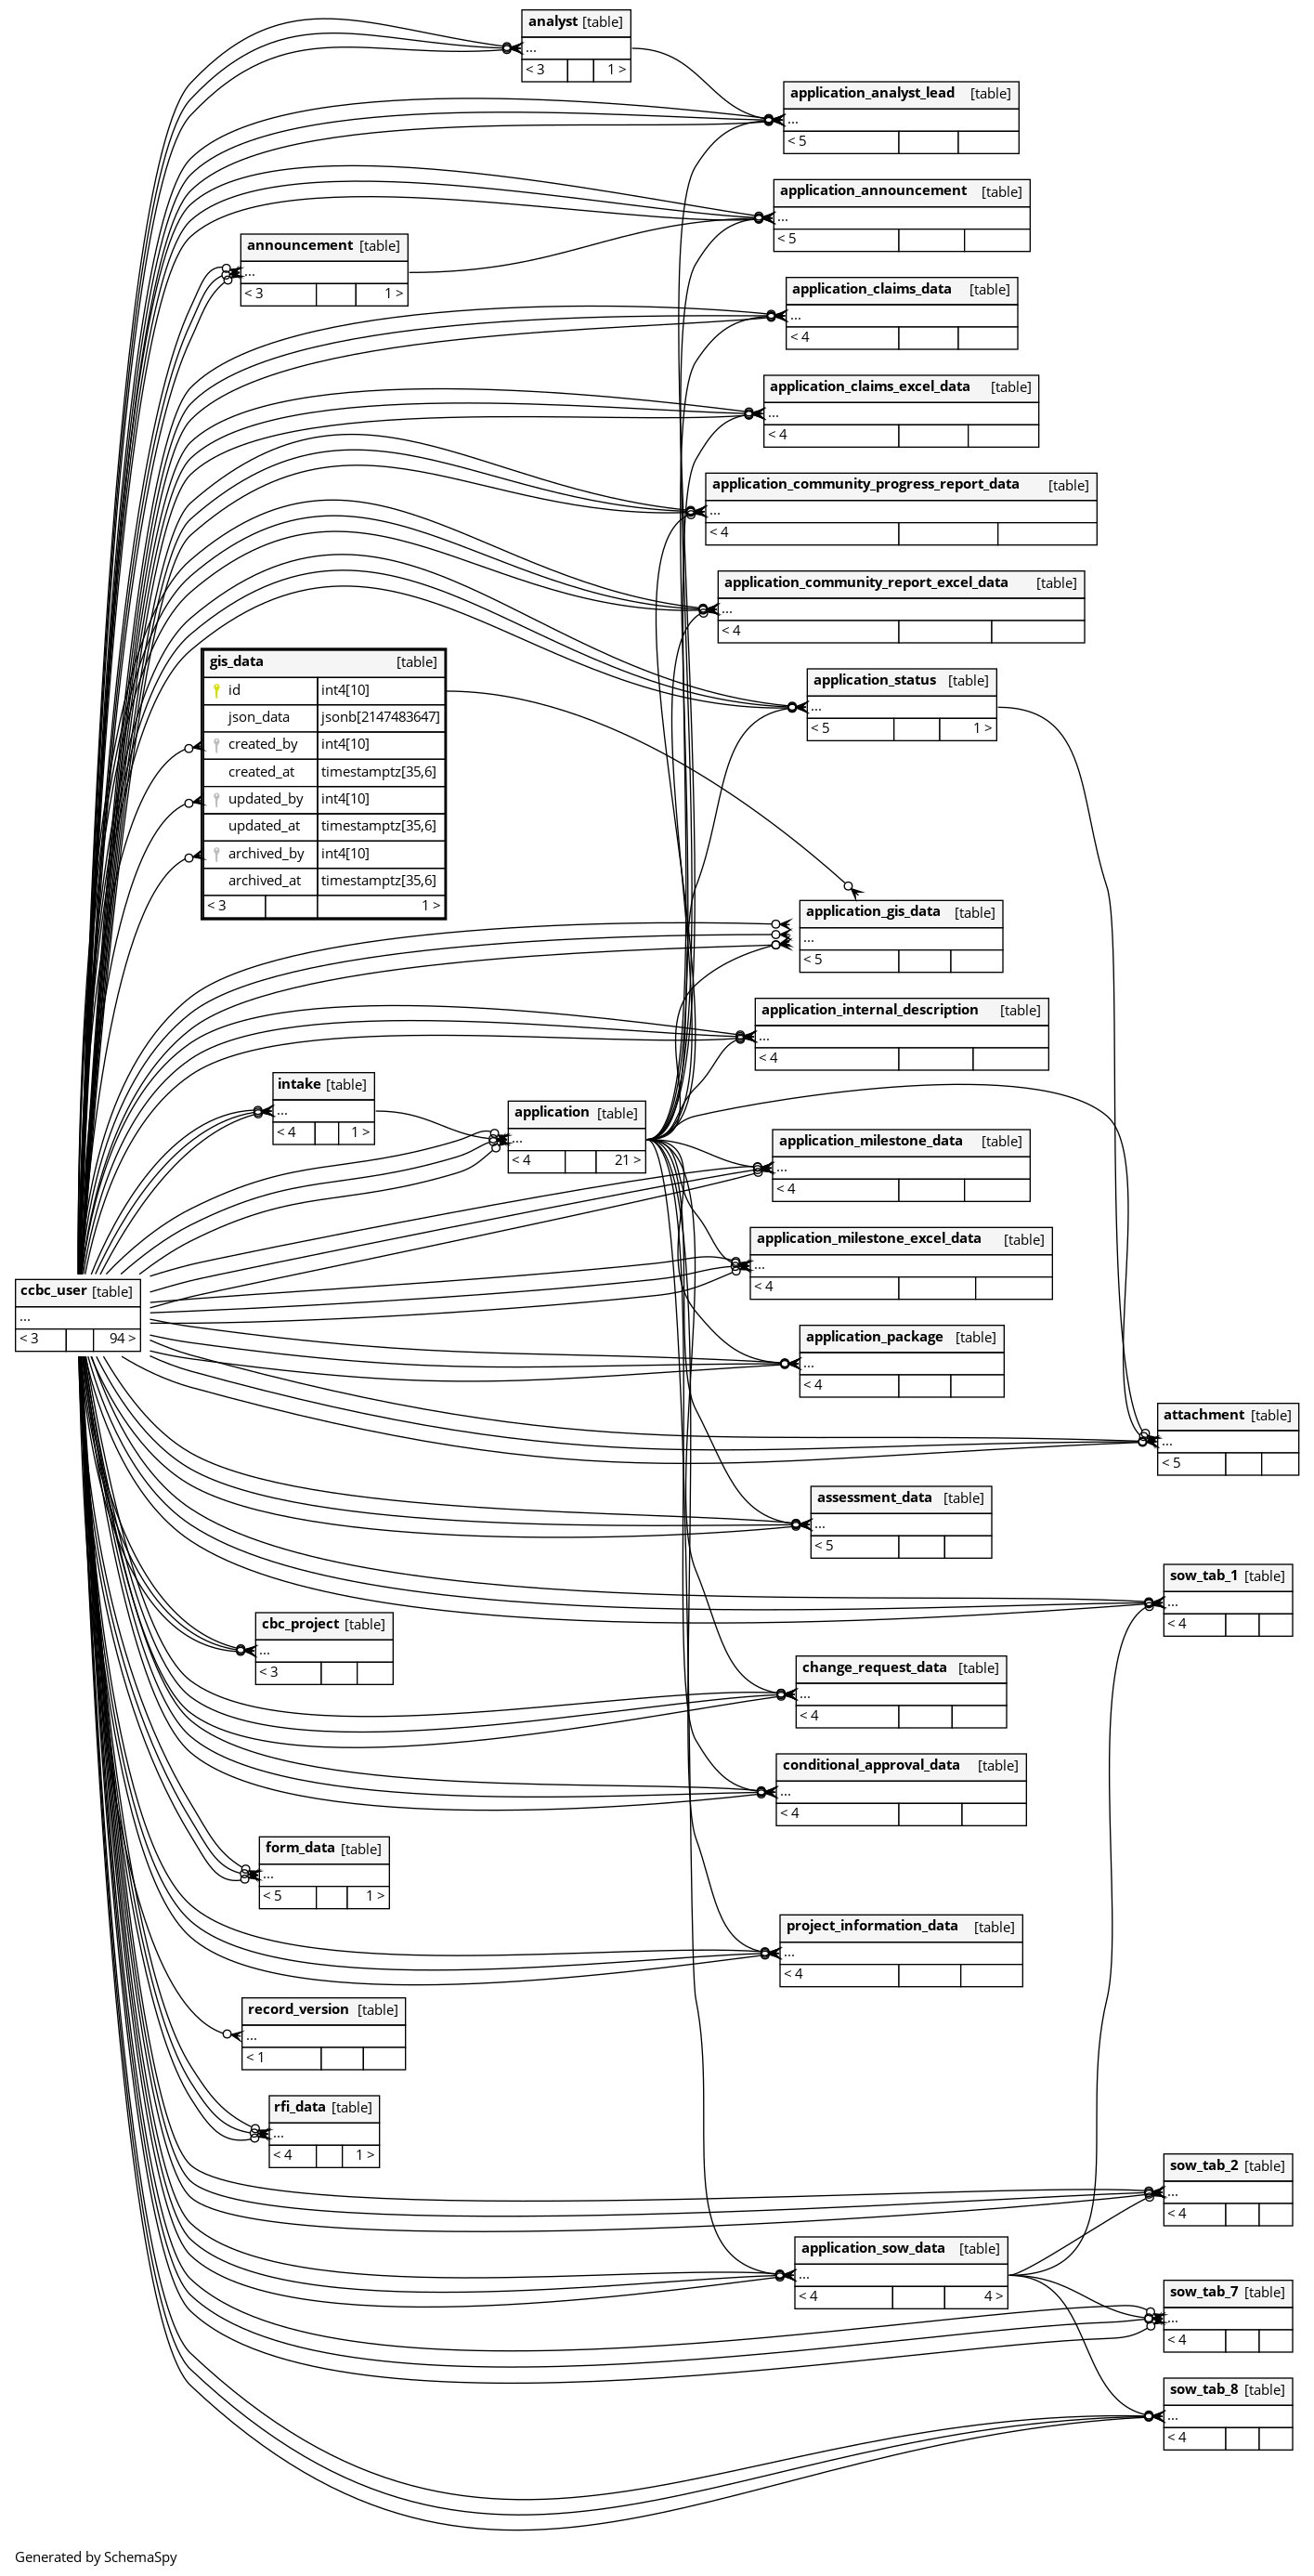 analyst [table]
...
< 3 1 >
application_analyst_lead [table]
...
< 5
application_announcement [table]
...
< 5
announcement [table]
...
< 3 1 >
application_claims_data [table]
...
< 4
application_claims_excel_data [table]
...
< 4
application_community_progress_report_data [table]
...
< 4
application_community_report_excel_data [table]
...
< 4
gis_data [table]
id int4[10]
json_data jsonb[2147483647]
created_by int4[10]
created_at timestamptz[35,6]
updated_by int4[10]
updated_at timestamptz[35,6]
archived_by int4[10]
archived_at timestamptz[35,6]
< 3 1 >
application_status [table]
...
< 5 1 >
application_gis_data [table]
...
< 5
application_internal_description [table]
...
< 4
intake [table]
...
< 4 1 >
application [table]
...
< 4 21 >
application_milestone_data [table]
...
< 4
application_milestone_excel_data [table]
...
< 4
ccbc_user [table]
...
< 3 94 >
application_package [table]
...
< 4
attachment [table]
...
< 5
assessment_data [table]
...
< 5
sow_tab_1 [table]
...
< 4
cbc_project [table]
...
< 3
change_request_data [table]
...
< 4
conditional_approval_data [table]
...
< 4
form_data [table]
...
< 5 1 >
project_information_data [table]
...
< 4
record_version [table]
...
< 1
rfi_data [table]
...
< 4 1 >
sow_tab_2 [table]
...
< 4
application_sow_data [table]
...
< 4 4 >
sow_tab_7 [table]
...
< 4
sow_tab_8 [table]
...
< 4
Generated by SchemaSpy